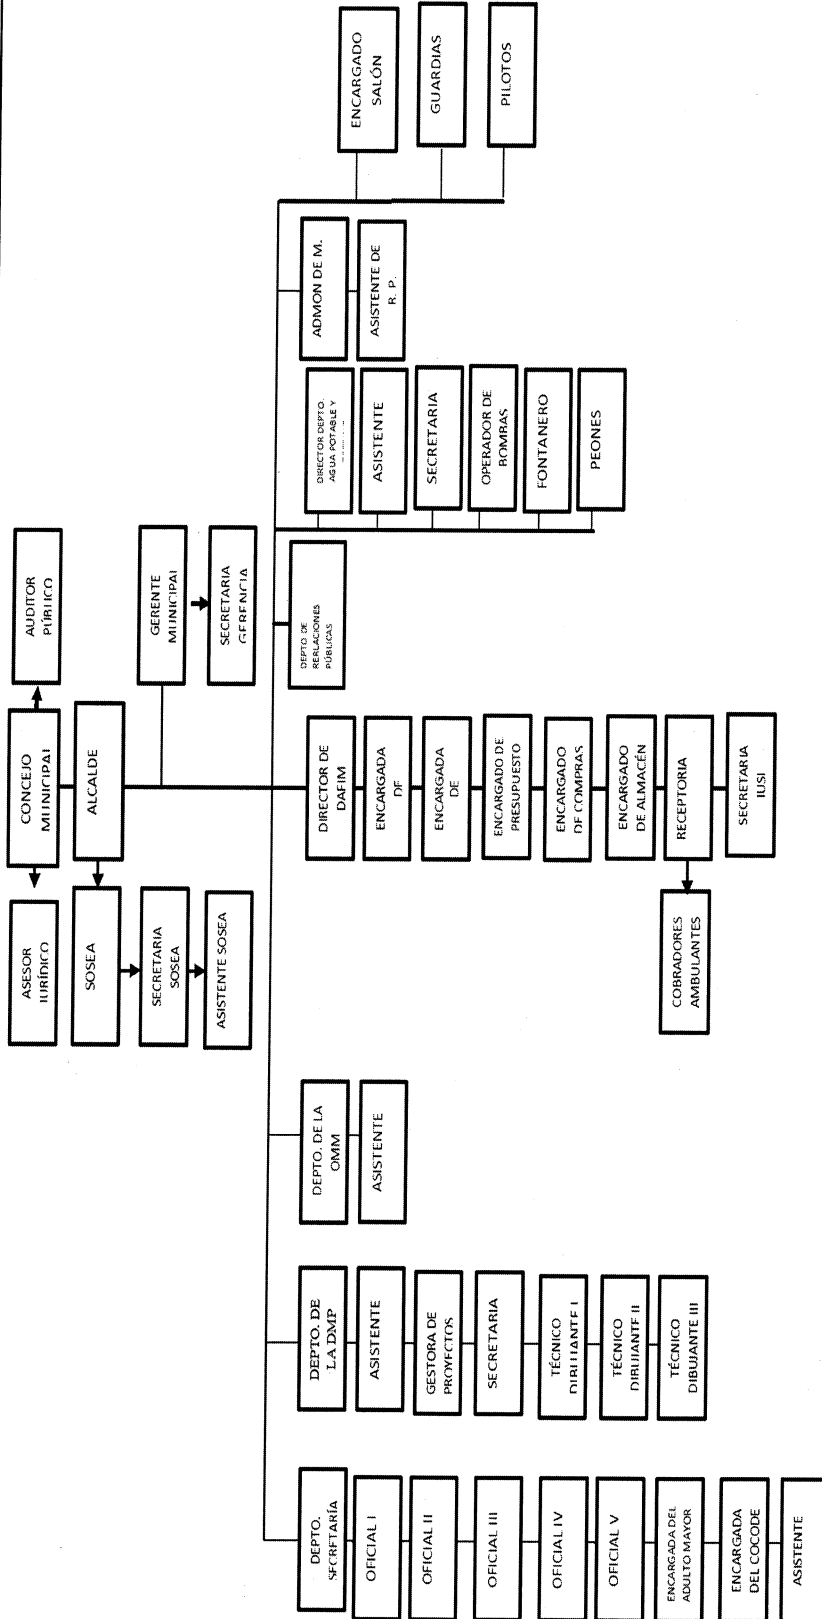 ASESOR
JURÍDICO
CONCEJO
MUNICIPAL
AUDITOR
PÚBLICO
SOSEA
ALCALDE
SECRETARIA
SOSEA
GERENTE
MUNICIPAL
ASISTENTE SOSEA
SECRETARIA
GERENCIA
DEPTO.
SECRETARÍA
OFICIAL I
OFICIAL II
OFICIAL III
OFICIAL IV
OFICIAL V
ENCARGADA DEL
ADULTO MAYOR
ENCARGADA
DEL COCODE
ASISTENTE
DEPTO. DE
LA DMP
ASISTENTE
GESTORA DE
PROYECTOS
SECRETARIA
TÉCNICO
DIBUJANTE I
TÉCNICO
DIBUJANTE II
TÉCNICO
DIBUJANTE III
DEPTO. DE LA
OMM
ASISTENTE
DIRECTOR DE
DAFIM
ENCARGADA
DE
ENCARGADA
DE
ENCARGADO DE
PRESUPUESTO
ENCARGADO
DE COMPRAS
ENCARGADO
DE ALMACÉN
RECEPTORIA
COBRADORES
AMBULANTES
SECRETARIA
IUSI
DEPTO. DE
RERLACIONES
PÚBLICAS
DIRECTOR DEPTO.
AGUA POTABLE Y
ASISTENTE
SECRETARIA
OPERADOR DE
BOMBAS
FONTANERO
PEONES
ADMON DE M.
ASISTENTE DE
R. P.
ENCARGADO
SALÓN
GUARDIAS
PILOTOS